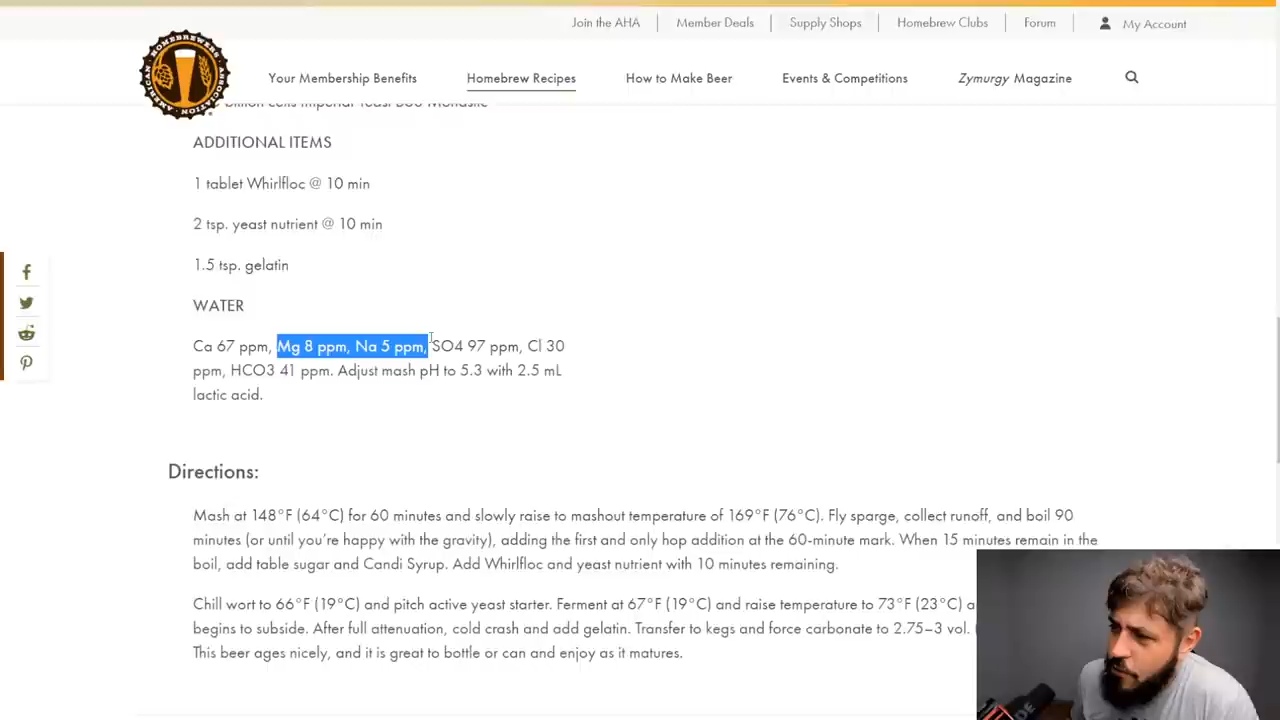 Join the AHA
Member Deals
Supply Shops
Homebrew Clubs
Forum
My Account
AMERICAN HOMEBREWERS ASSOCIATION
Your Membership Benefits
Homebrew Recipes
How to Make Beer
Events & Competitions
Zymurgy Magazine
billion cells Imperial Yeast
ADDITIONAL ITEMS
1 tablet Whirlfloc @ 10 min
2 tsp. yeast nutrient @ 10 min
1.5 tsp. gelatin
WATER
Ca 67 ppm, Mg 8 ppm, Na 5 ppm, SO4 97 ppm, Cl 30
ppm, HCO3 41 ppm. Adjust mash pH to 5.3 with 2.5 mL
lactic acid.
Directions:
Mash at 148°F (64°C) for 60 minutes and slowly raise to mashout temperature of 169°F (76°C). Fly sparge, collect runoff, and boil 90
minutes (or until you’re happy with the gravity), adding the first and only hop addition at the 60-minute mark. When 15 minutes remain in the
boil, add table sugar and Candi Syrup. Add Whirlfloc and yeast nutrient with 10 minutes remaining.
Chill wort to 66°F (19°C) and pitch active yeast starter. Ferment at 67°F (19°C) and raise temperature to 73°F (23°C)
begins to subside. After full attenuation, cold crash and add gelatin. Transfer to kegs and force carbonate to 2.75–3 vol.
This beer ages nicely, and it is great to bottle or can and enjoy as it matures.